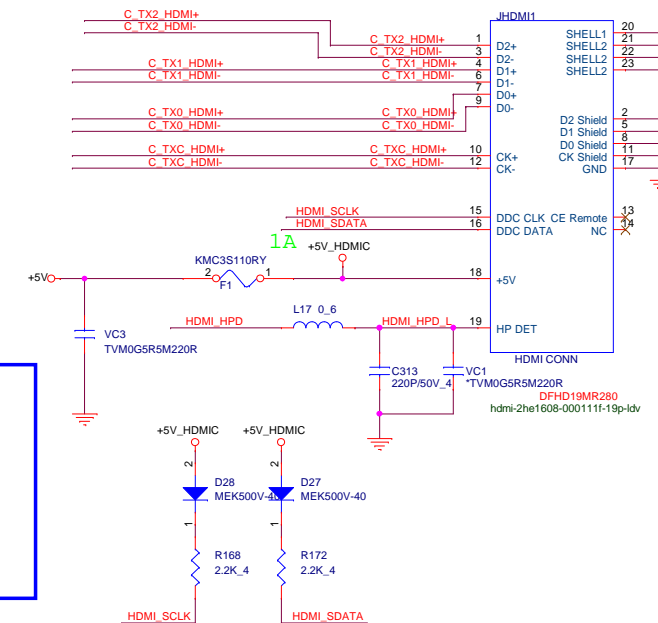 JHDMI1
C_TX2_HDMI+
C_TX2_HDMI-
C_TX2_HDMI+ 1 D2+
C_TX2_HDMI- 3 D2-
C_TX1_HDMI+ C_TX1_HDMI+ 4 D1+
C_TX1_HDMI- C_TX1_HDMI- 6 D1-
7 D0+
9 D0-
C_TX0_HDMI+ C_TX0_HDMI+
C_TX0_HDMI- C_TX0_HDMI-
C_TXC_HDMI+ C_TXC_HDMI+ 10 CK+
C_TXC_HDMI- C_TXC_HDMI- 12 CK-
SHELL1 20
SHELL2 21
SHELL2 22
SHELL2 23
D2 Shield 2
D1 Shield 5
D0 Shield 8
CK Shield 11
GND 17
HDMI_SCLK 15 DDC CLK CE Remote 13
HDMI_SDATA 16 DDC DATA NC 14
1A +5V_HDMIC
KMC3S110RY
+5V 2 1 18 +5V
F1
L17 0_6
HDMI_HPD HDMI_HPD_L 19 HP DET
VC3
TVM0G5R5M220R
HDMI CONN
C313
220P/50V_4
VC1
*TVM0G5R5M220R
DFHD19MR280
hdmi-2he1608-000111f-19p-ldv
+5V_HDMIC +5V_HDMIC
2 2
D28 D27
MEK500V-40 MEK500V-40
1 1
R168 R172
2.2K_4 2.2K_4
HDMI_SCLK HDMI_SDATA